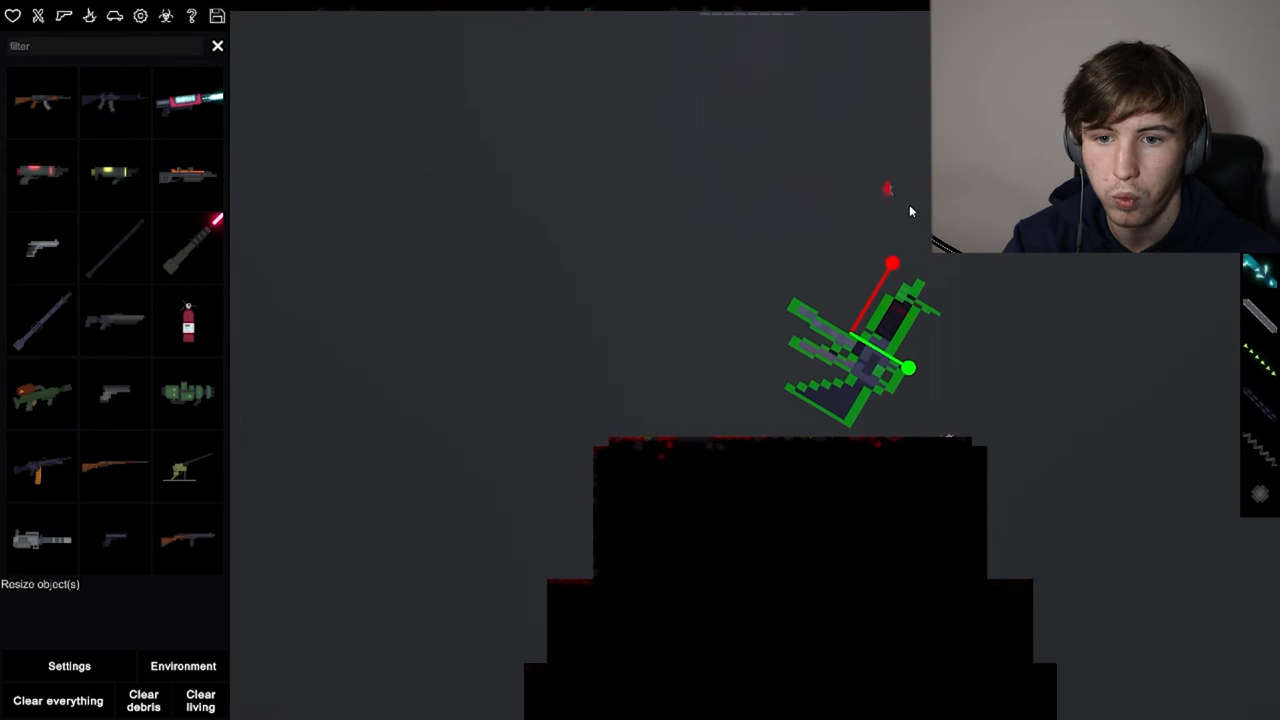 filter
Resize object(s)
Settings
Environment
Clear everything
Clear debris
Clear living